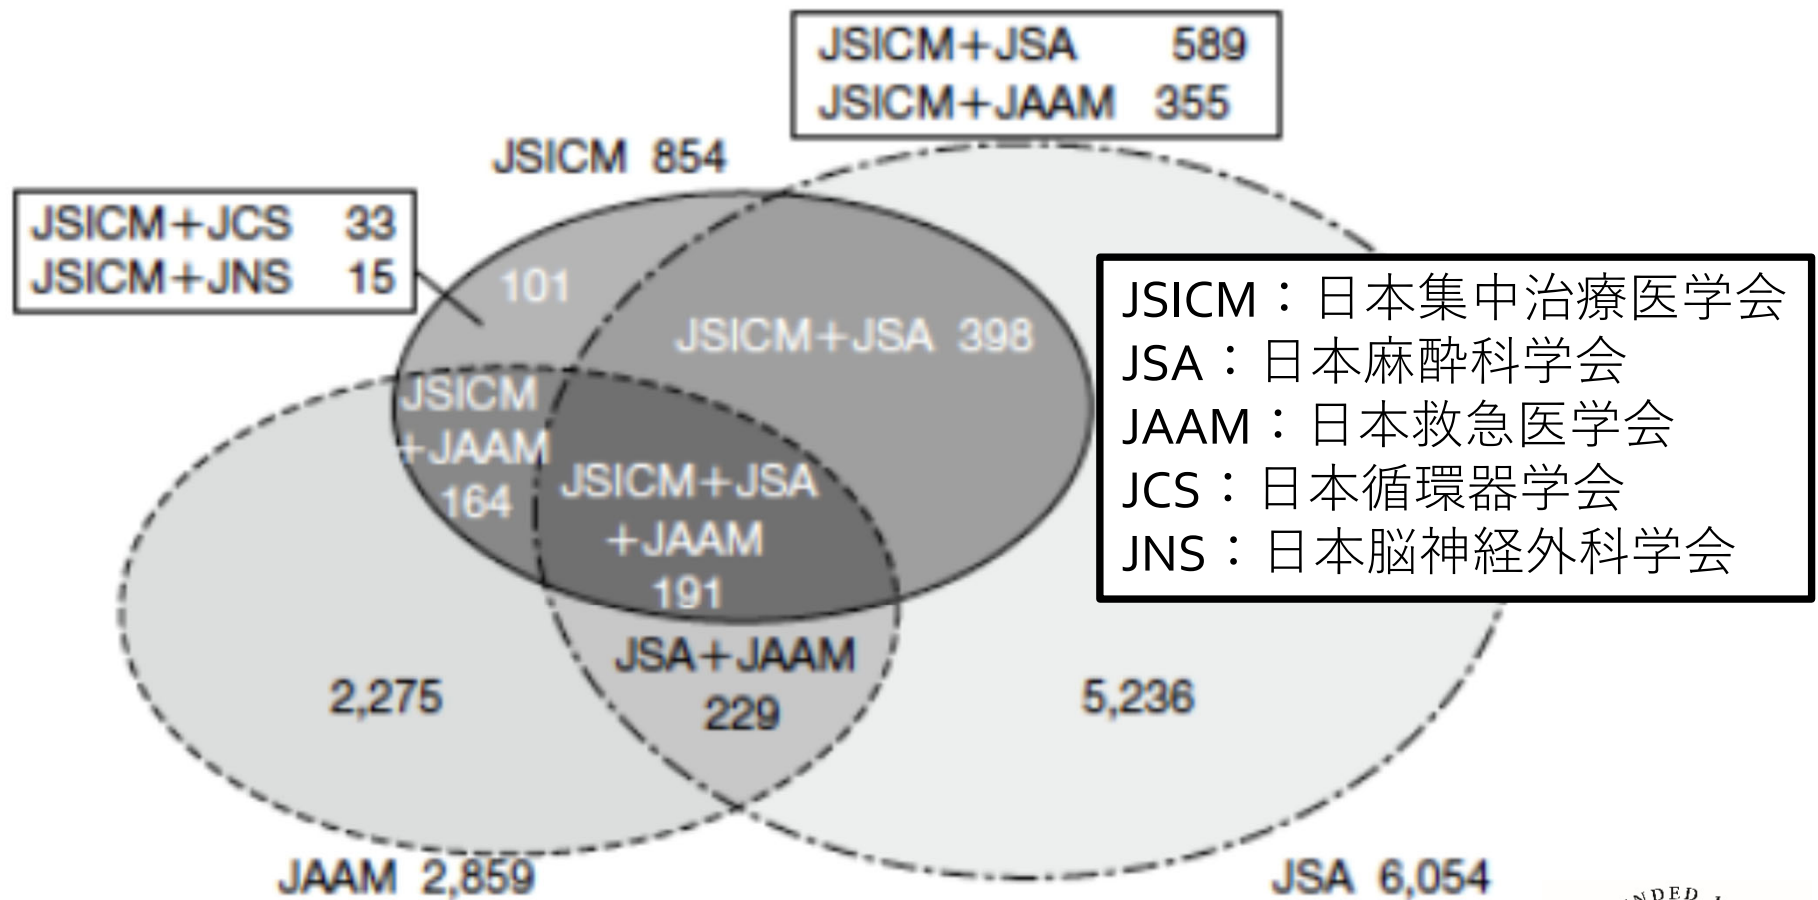 JSICM+JSA 589
JSICM+JAAM 355
JSICM 854
JSICM+JCS 33
JSICM+JNS 15
101
JSICM+JSA 398
JSICM
+JAAM
164
JSICM+JSA
+JAAM
191
JSICM：日本集中治療医学会
JSA：日本麻酔科学会
JAAM：日本救急医学会
JCS：日本循環器学会
JNS：日本脳神経外科学会
JSA+JAAM
229
2,275
5,236
JAAM 2,859
JSA 6,054